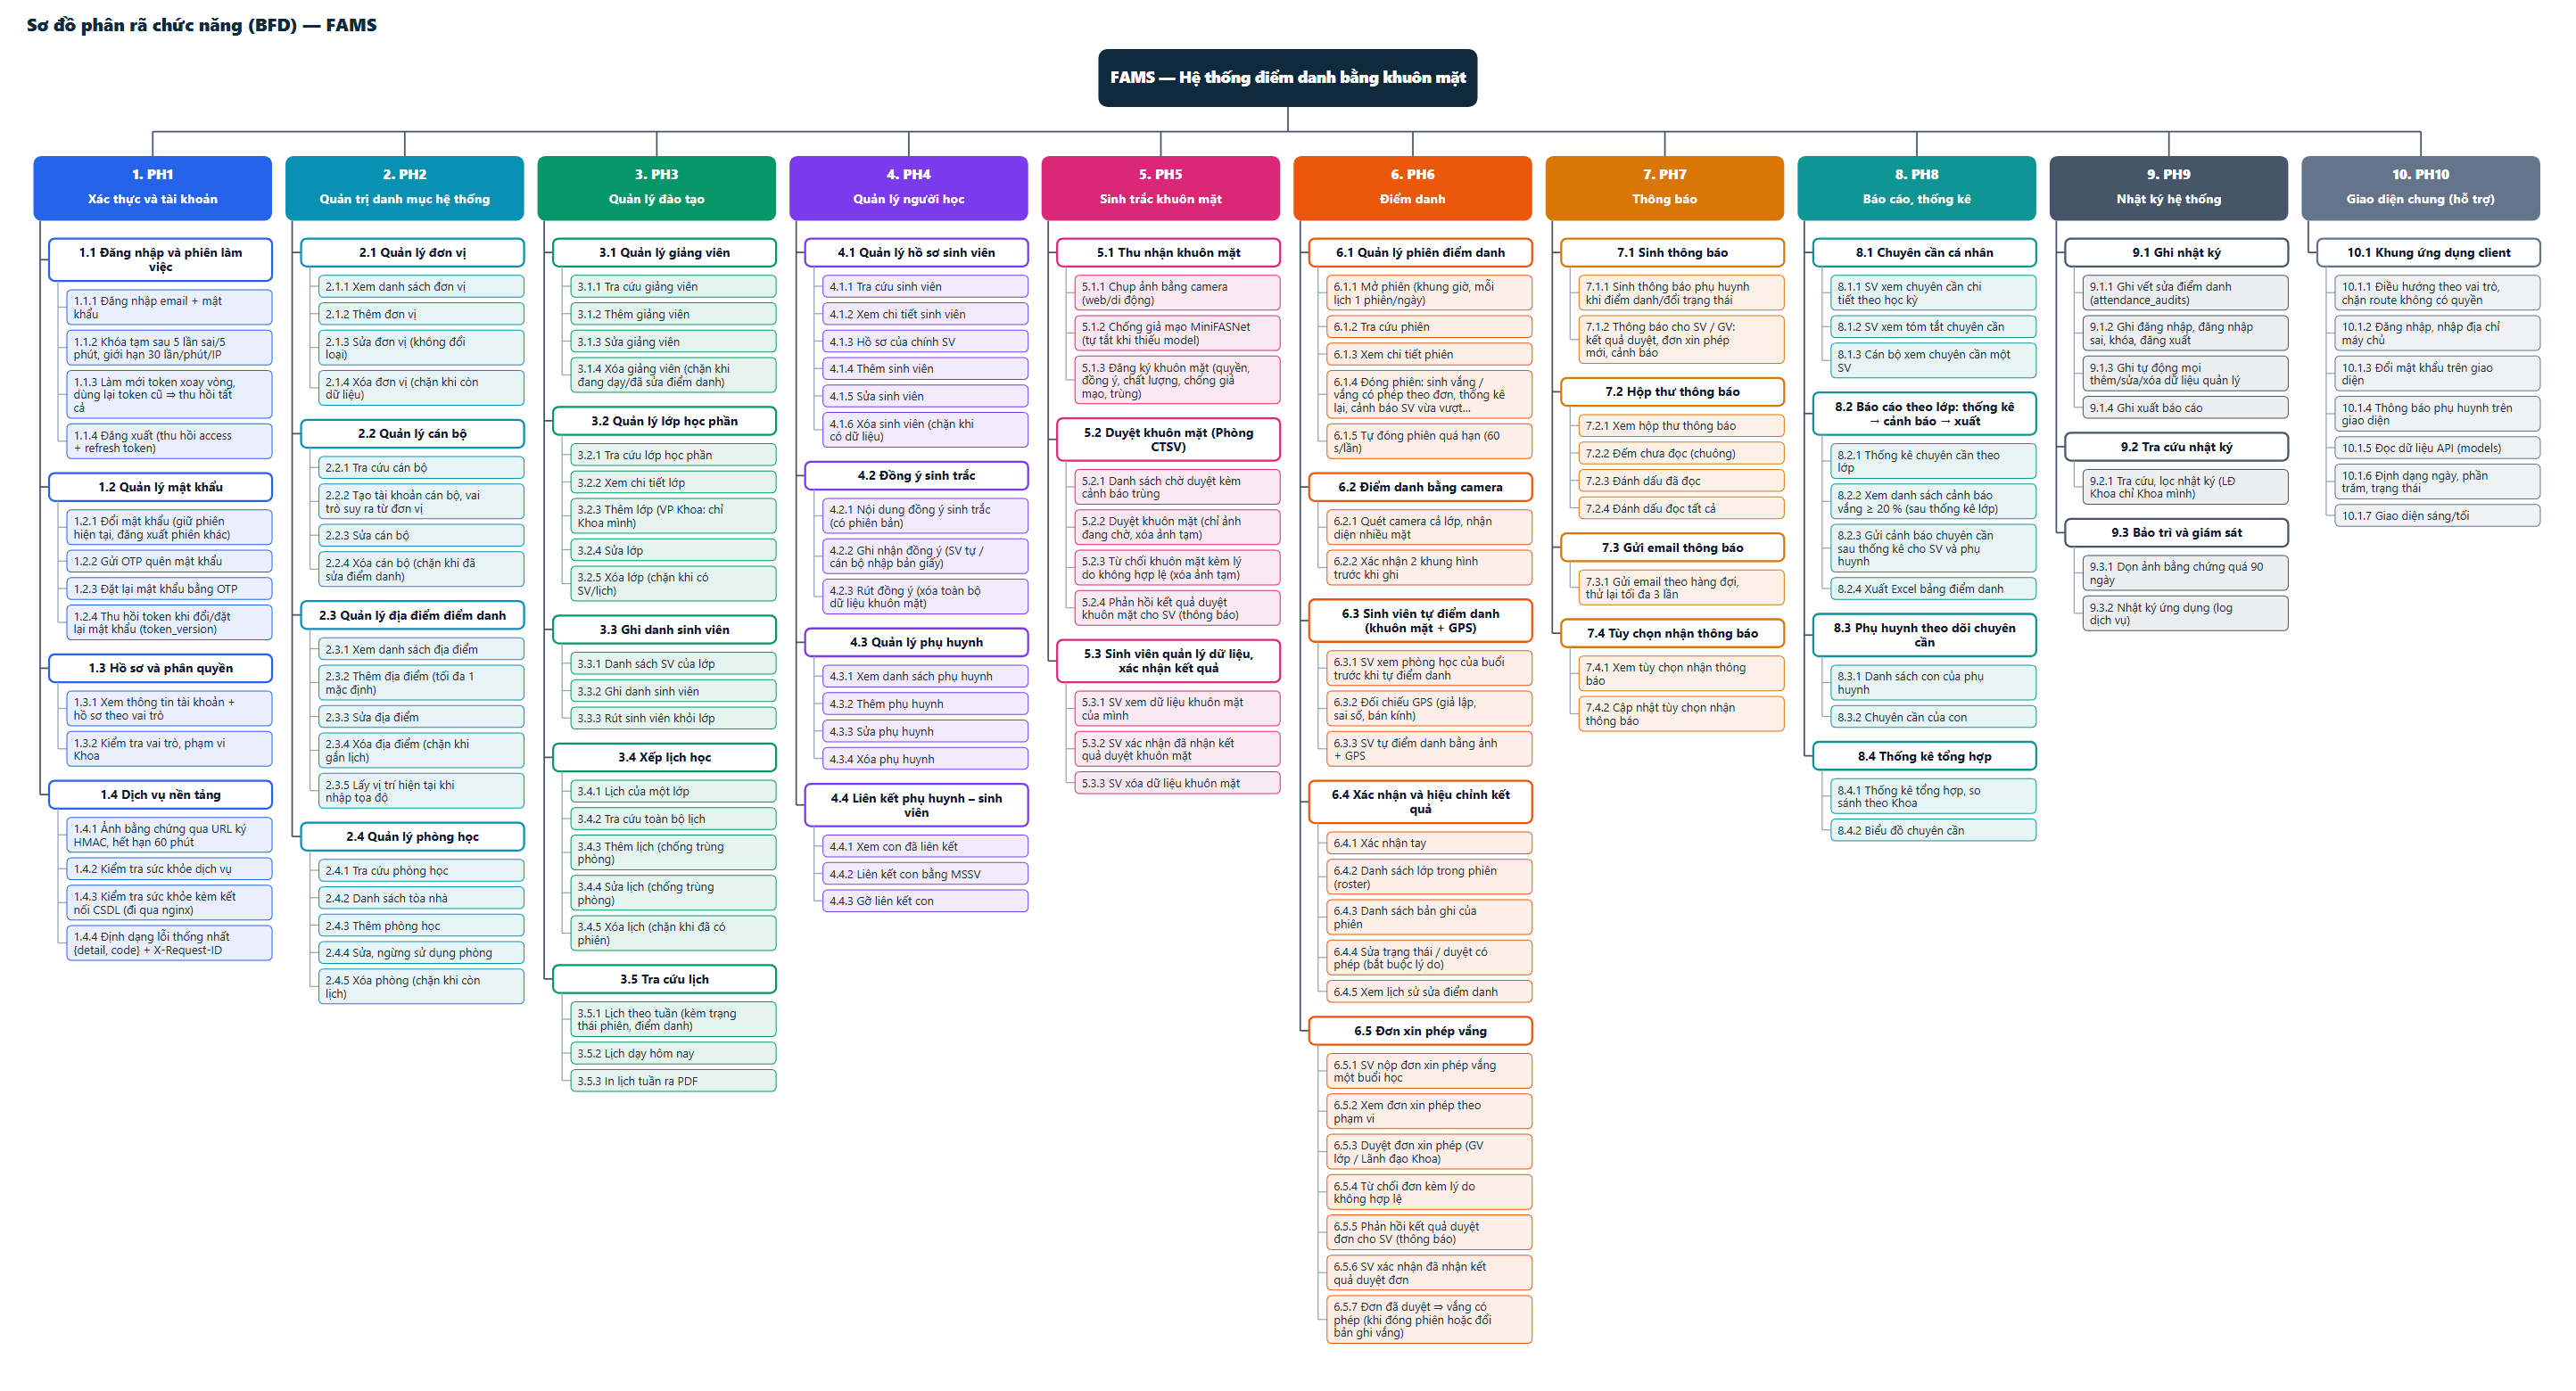 Sơ đồ phân rã chức năng (BFD) — FAMS
FAMS — Hệ thống điểm danh bằng khuôn mặt
1. PH1
Xác thực và tài khoản
1.1 Đăng nhập và phiên làm
việc
1.1.1 Đăng nhập email + mật
khẩu
1.1.2 Khóa tạm sau 5 lần sai/5
phút, giới hạn 30 lần/phút/IP
1.1.3 Làm mới token xoay vòng,
dùng lại token cũ ⇒ thu hồi tất
cả
1.1.4 Đăng xuất (thu hồi access
+ refresh token)
1.2 Quản lý mật khẩu
1.2.1 Đổi mật khẩu (giữ phiên
hiện tại, đăng xuất phiên khác)
1.2.2 Gửi OTP quên mật khẩu
1.2.3 Đặt lại mật khẩu bằng OTP
1.2.4 Thu hồi token khi đổi/đặt
lại mật khẩu (token_version)
1.3 Hồ sơ và phân quyền
1.3.1 Xem thông tin tài khoản +
hồ sơ theo vai trò
1.3.2 Kiểm tra vai trò, phạm vi
Khoa
1.4 Dịch vụ nền tảng
1.4.1 Ảnh bằng chứng qua URL ký
HMAC, hết hạn 60 phút
1.4.2 Kiểm tra sức khỏe dịch vụ
1.4.3 Kiểm tra sức khỏe kèm kết
nối CSDL (đi qua nginx)
1.4.4 Định dạng lỗi thống nhất
{detail, code} + X-Request-ID
2. PH2
Quản trị danh mục hệ thống
2.1 Quản lý đơn vị
2.1.1 Xem danh sách đơn vị
2.1.2 Thêm đơn vị
2.1.3 Sửa đơn vị (không đổi
loại)
2.1.4 Xóa đơn vị (chặn khi còn
dữ liệu)
2.2 Quản lý cán bộ
2.2.1 Tra cứu cán bộ
2.2.2 Tạo tài khoản cán bộ, vai
trò suy ra từ đơn vị
2.2.3 Sửa cán bộ
2.2.4 Xóa cán bộ (chặn khi đã
sửa điểm danh)
2.3 Quản lý địa điểm điểm danh
2.3.1 Xem danh sách địa điểm
2.3.2 Thêm địa điểm (tối đa 1
mặc định)
2.3.3 Sửa địa điểm
2.3.4 Xóa địa điểm (chặn khi
gắn lịch)
2.3.5 Lấy vị trí hiện tại khi
nhập tọa độ
2.4 Quản lý phòng học
2.4.1 Tra cứu phòng học
2.4.2 Danh sách tòa nhà
2.4.3 Thêm phòng học
2.4.4 Sửa, ngừng sử dụng phòng
2.4.5 Xóa phòng (chặn khi còn
lịch)
3. PH3
Quản lý đào tạo
3.1 Quản lý giảng viên
3.1.1 Tra cứu giảng viên
3.1.2 Thêm giảng viên
3.1.3 Sửa giảng viên
3.1.4 Xóa giảng viên (chặn khi
đang dạy/đã sửa điểm danh)
3.2 Quản lý lớp học phần
3.2.1 Tra cứu lớp học phần
3.2.2 Xem chi tiết lớp
3.2.3 Thêm lớp (VP Khoa: chỉ
Khoa mình)
3.2.4 Sửa lớp
3.2.5 Xóa lớp (chặn khi có
SV/lịch)
3.3 Ghi danh sinh viên
3.3.1 Danh sách SV của lớp
3.3.2 Ghi danh sinh viên
3.3.3 Rút sinh viên khỏi lớp
3.4 Xếp lịch học
3.4.1 Lịch của một lớp
3.4.2 Tra cứu toàn bộ lịch
3.4.3 Thêm lịch (chống trùng
phòng)
3.4.4 Sửa lịch (chống trùng
phòng)
3.4.5 Xóa lịch (chặn khi đã có
phiên)
3.5 Tra cứu lịch
3.5.1 Lịch theo tuần (kèm trạng
thái phiên, điểm danh)
3.5.2 Lịch dạy hôm nay
3.5.3 In lịch tuần ra PDF
4. PH4
Quản lý người học
4.1 Quản lý hồ sơ sinh viên
4.1.1 Tra cứu sinh viên
4.1.2 Xem chi tiết sinh viên
4.1.3 Hồ sơ của chính SV
4.1.4 Thêm sinh viên
4.1.5 Sửa sinh viên
4.1.6 Xóa sinh viên (chặn khi
có dữ liệu)
4.2 Đồng ý sinh trắc
4.2.1 Nội dung đồng ý sinh trắc
(có phiên bản)
4.2.2 Ghi nhận đồng ý (SV tự /
cán bộ nhập bản giấy)
4.2.3 Rút đồng ý (xóa toàn bộ
dữ liệu khuôn mặt)
4.3 Quản lý phụ huynh
4.3.1 Xem danh sách phụ huynh
4.3.2 Thêm phụ huynh
4.3.3 Sửa phụ huynh
4.3.4 Xóa phụ huynh
4.4 Liên kết phụ huynh – sinh
viên
4.4.1 Xem con đã liên kết
4.4.2 Liên kết con bằng MSSV
4.4.3 Gỡ liên kết con
5. PH5
Sinh trắc khuôn mặt
5.1 Thu nhận khuôn mặt
5.1.1 Chụp ảnh bằng camera
(web/di động)
5.1.2 Chống giả mạo MiniFASNet
(tự tắt khi thiếu model)
5.1.3 Đăng ký khuôn mặt (quyền,
đồng ý, chất lượng, chống giả
mạo, trùng)
5.2 Duyệt khuôn mặt (Phòng
CTSV)
5.2.1 Danh sách chờ duyệt kèm
cảnh báo trùng
5.2.2 Duyệt khuôn mặt (chỉ ảnh
đang chờ, xóa ảnh tạm)
5.2.3 Từ chối khuôn mặt kèm lý
do không hợp lệ (xóa ảnh tạm)
5.2.4 Phản hồi kết quả duyệt
khuôn mặt cho SV (thông báo)
5.3 Sinh viên quản lý dữ liệu,
xác nhận kết quả
5.3.1 SV xem dữ liệu khuôn mặt
của mình
5.3.2 SV xác nhận đã nhận kết
quả duyệt khuôn mặt
5.3.3 SV xóa dữ liệu khuôn mặt
6. PH6
Điểm danh
6.1 Quản lý phiên điểm danh
6.1.1 Mở phiên (khung giờ, mỗi
lịch 1 phiên/ngày)
6.1.2 Tra cứu phiên
6.1.3 Xem chi tiết phiên
6.1.4 Đóng phiên: sinh vắng /
vắng có phép theo đơn, thống kê
lại, cảnh báo SV vừa vượt...
6.1.5 Tự đóng phiên quá hạn (60
s/lần)
6.2 Điểm danh bằng camera
6.2.1 Quét camera cả lớp, nhận
diện nhiều mặt
6.2.2 Xác nhận 2 khung hình
trước khi ghi
6.3 Sinh viên tự điểm danh
(khuôn mặt + GPS)
6.3.1 SV xem phòng học của buổi
trước khi tự điểm danh
6.3.2 Đối chiếu GPS (giả lập,
sai số, bán kính)
6.3.3 SV tự điểm danh bằng ảnh
+ GPS
6.4 Xác nhận và hiệu chỉnh kết
quả
6.4.1 Xác nhận tay
6.4.2 Danh sách lớp trong phiên
(roster)
6.4.3 Danh sách bản ghi của
phiên
6.4.4 Sửa trạng thái / duyệt có
phép (bắt buộc lý do)
6.4.5 Xem lịch sử sửa điểm danh
6.5 Đơn xin phép vắng
6.5.1 SV nộp đơn xin phép vắng
một buổi học
6.5.2 Xem đơn xin phép theo
phạm vi
6.5.3 Duyệt đơn xin phép (GV
lớp / Lãnh đạo Khoa)
6.5.4 Từ chối đơn kèm lý do
không hợp lệ
6.5.5 Phản hồi kết quả duyệt
đơn cho SV (thông báo)
6.5.6 SV xác nhận đã nhận kết
quả duyệt đơn
6.5.7 Đơn đã duyệt ⇒ vắng có
phép (khi đóng phiên hoặc đổi
bản ghi vắng)
7. PH7
Thông báo
7.1 Sinh thông báo
7.1.1 Sinh thông báo phụ huynh
khi điểm danh/đổi trạng thái
7.1.2 Thông báo cho SV / GV:
kết quả duyệt, đơn xin phép
mới, cảnh báo
7.2 Hộp thư thông báo
7.2.1 Xem hộp thư thông báo
7.2.2 Đếm chưa đọc (chuông)
7.2.3 Đánh dấu đã đọc
7.2.4 Đánh dấu đọc tất cả
7.3 Gửi email thông báo
7.3.1 Gửi email theo hàng đợi,
thử lại tối đa 3 lần
7.4 Tùy chọn nhận thông báo
7.4.1 Xem tùy chọn nhận thông
báo
7.4.2 Cập nhật tùy chọn nhận
thông báo
8. PH8
Báo cáo, thống kê
8.1 Chuyên cần cá nhân
8.1.1 SV xem chuyên cần chi
tiết theo học kỳ
8.1.2 SV xem tóm tắt chuyên cần
8.1.3 Cán bộ xem chuyên cần một
SV
8.2 Báo cáo theo lớp: thống kê
→ cảnh báo → xuất
8.2.1 Thống kê chuyên cần theo
lớp
8.2.2 Xem danh sách cảnh báo
vắng ≥ 20 % (sau thống kê lớp)
8.2.3 Gửi cảnh báo chuyên cần
sau thống kê cho SV và phụ
huynh
8.2.4 Xuất Excel bảng điểm danh
8.3 Phụ huynh theo dõi chuyên
cần
8.3.1 Danh sách con của phụ
huynh
8.3.2 Chuyên cần của con
8.4 Thống kê tổng hợp
8.4.1 Thống kê tổng hợp, so
sánh theo Khoa
8.4.2 Biểu đồ chuyên cần
9. PH9
Nhật ký hệ thống
9.1 Ghi nhật ký
9.1.1 Ghi vết sửa điểm danh
(attendance_audits)
9.1.2 Ghi đăng nhập, đăng nhập
sai, khóa, đăng xuất
9.1.3 Ghi tự động mọi
thêm/sửa/xóa dữ liệu quản lý
9.1.4 Ghi xuất báo cáo
9.2 Tra cứu nhật ký
9.2.1 Tra cứu, lọc nhật ký (LĐ
Khoa chỉ Khoa mình)
9.3 Bảo trì và giám sát
9.3.1 Dọn ảnh bằng chứng quá 90
ngày
9.3.2 Nhật ký ứng dụng (log
dịch vụ)
10. PH10
Giao diện chung (hỗ trợ)
10.1 Khung ứng dụng client
10.1.1 Điều hướng theo vai trò,
chặn route không có quyền
10.1.2 Đăng nhập, nhập địa chỉ
máy chủ
10.1.3 Đổi mật khẩu trên giao
diện
10.1.4 Thông báo phụ huynh trên
giao diện
10.1.5 Đọc dữ liệu API (models)
10.1.6 Định dạng ngày, phần
trăm, trạng thái
10.1.7 Giao diện sáng/tối